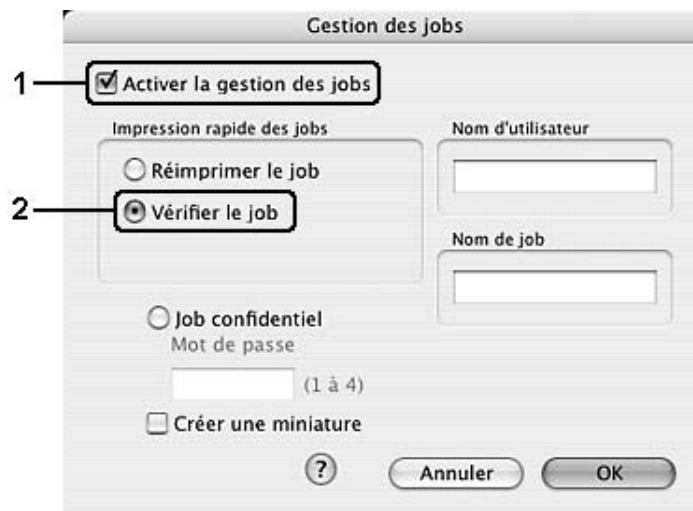 Gestion des jobs
1
Activer la gestion des jobs
Impression rapide des jobs
Réimprimer le job
2
Vérifier le job
Nom d'utilisateur
Nom de job
Job confidentiel
Mot de passe
(1 à 4)
Créer une miniature
?
Annuler
OK